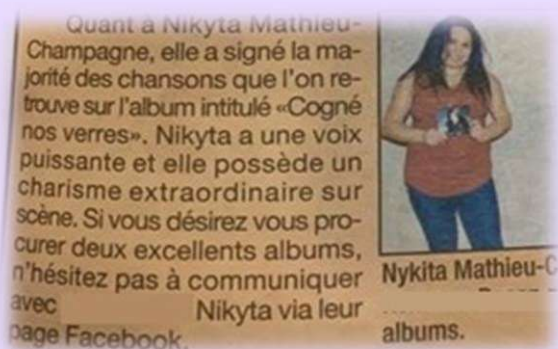 Quant à Nikyta Mathieu-
Champagne, elle a signé la ma-
jorité des chansons que l'on re-
trouve sur l'album intitulé «Cogné
nos verres». Nikyta a une voix
puissante et elle possède un
charisme extraordinaire sur
scène. Si vous désirez vous pro-
curer deux excellents albums,
n'hésitez pas à communiquer
avec Nikyta via leur
page Facebook.
Nykita Mathieu-C
albums.